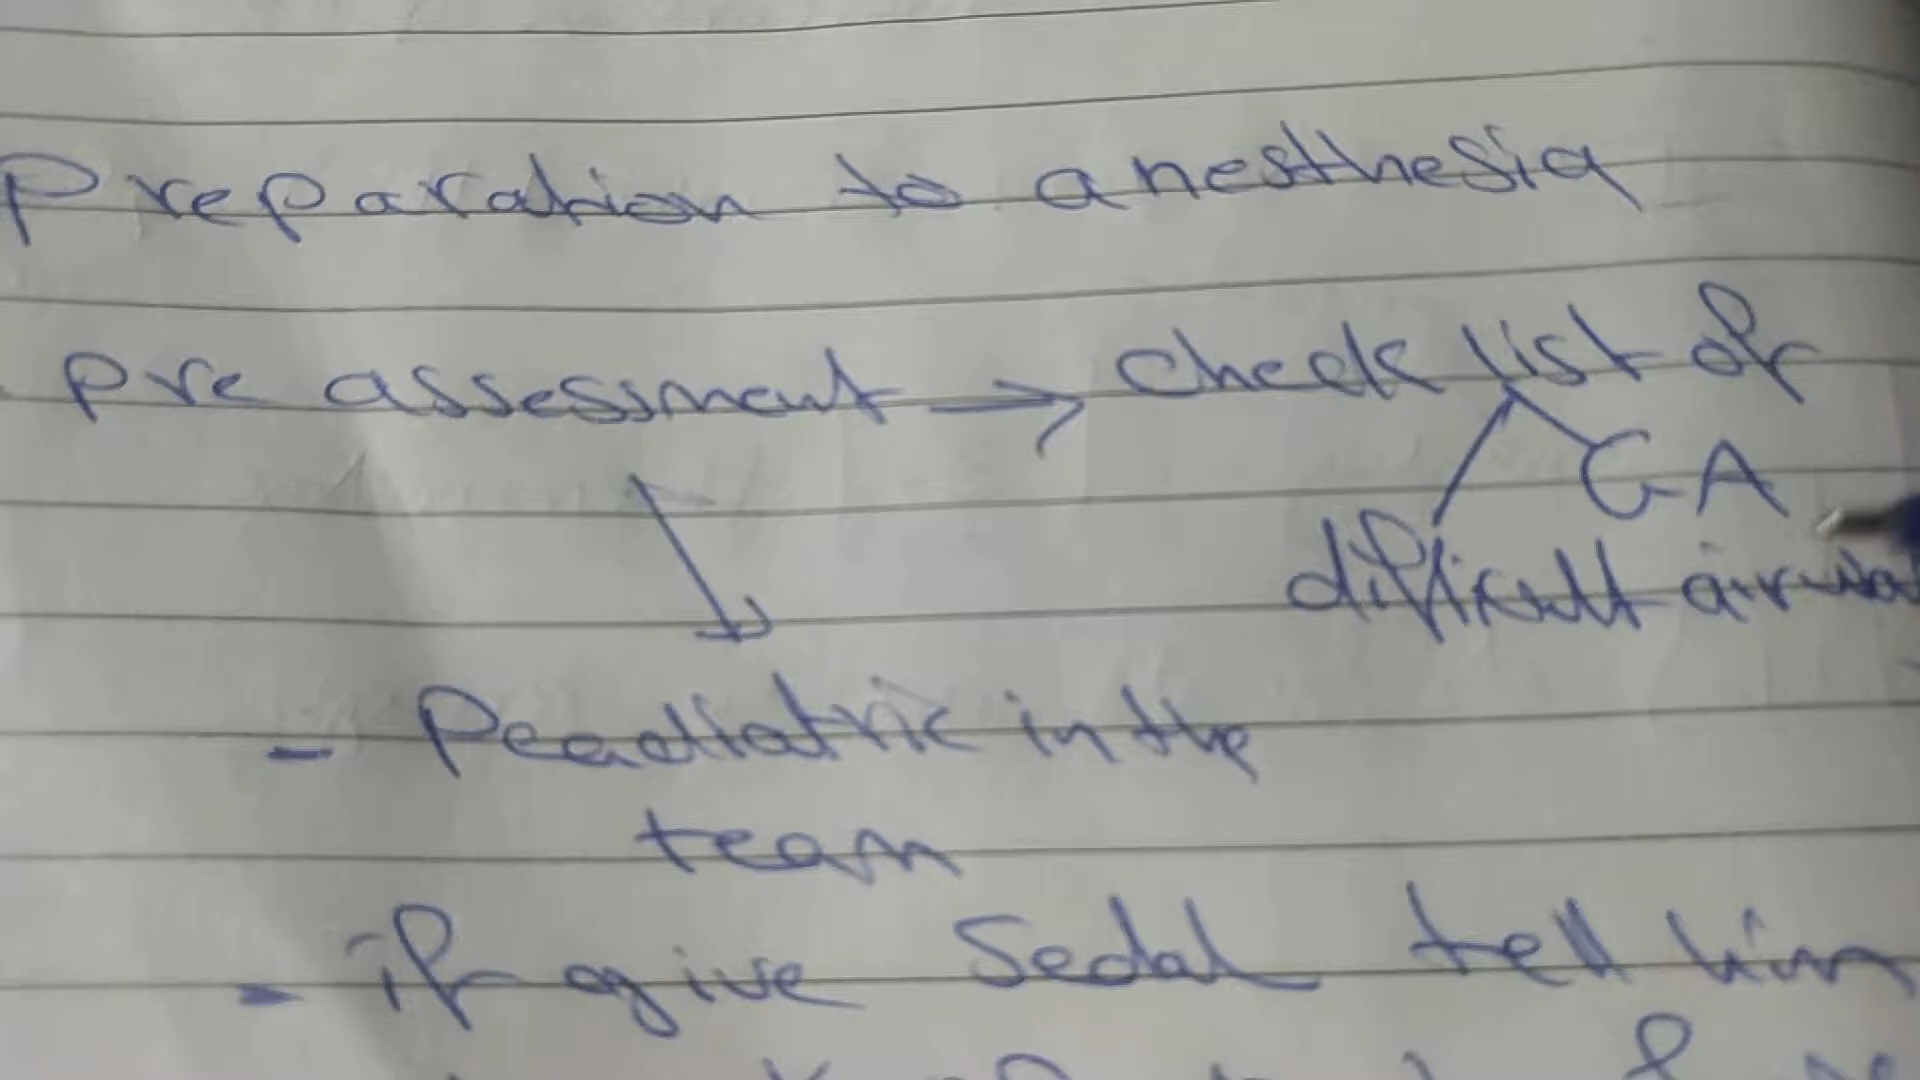 Preparation to anesthesia
pre assessment → check list of
GA
difficult airwa
- Peadiatric in the
team
- if give Sedat tell him